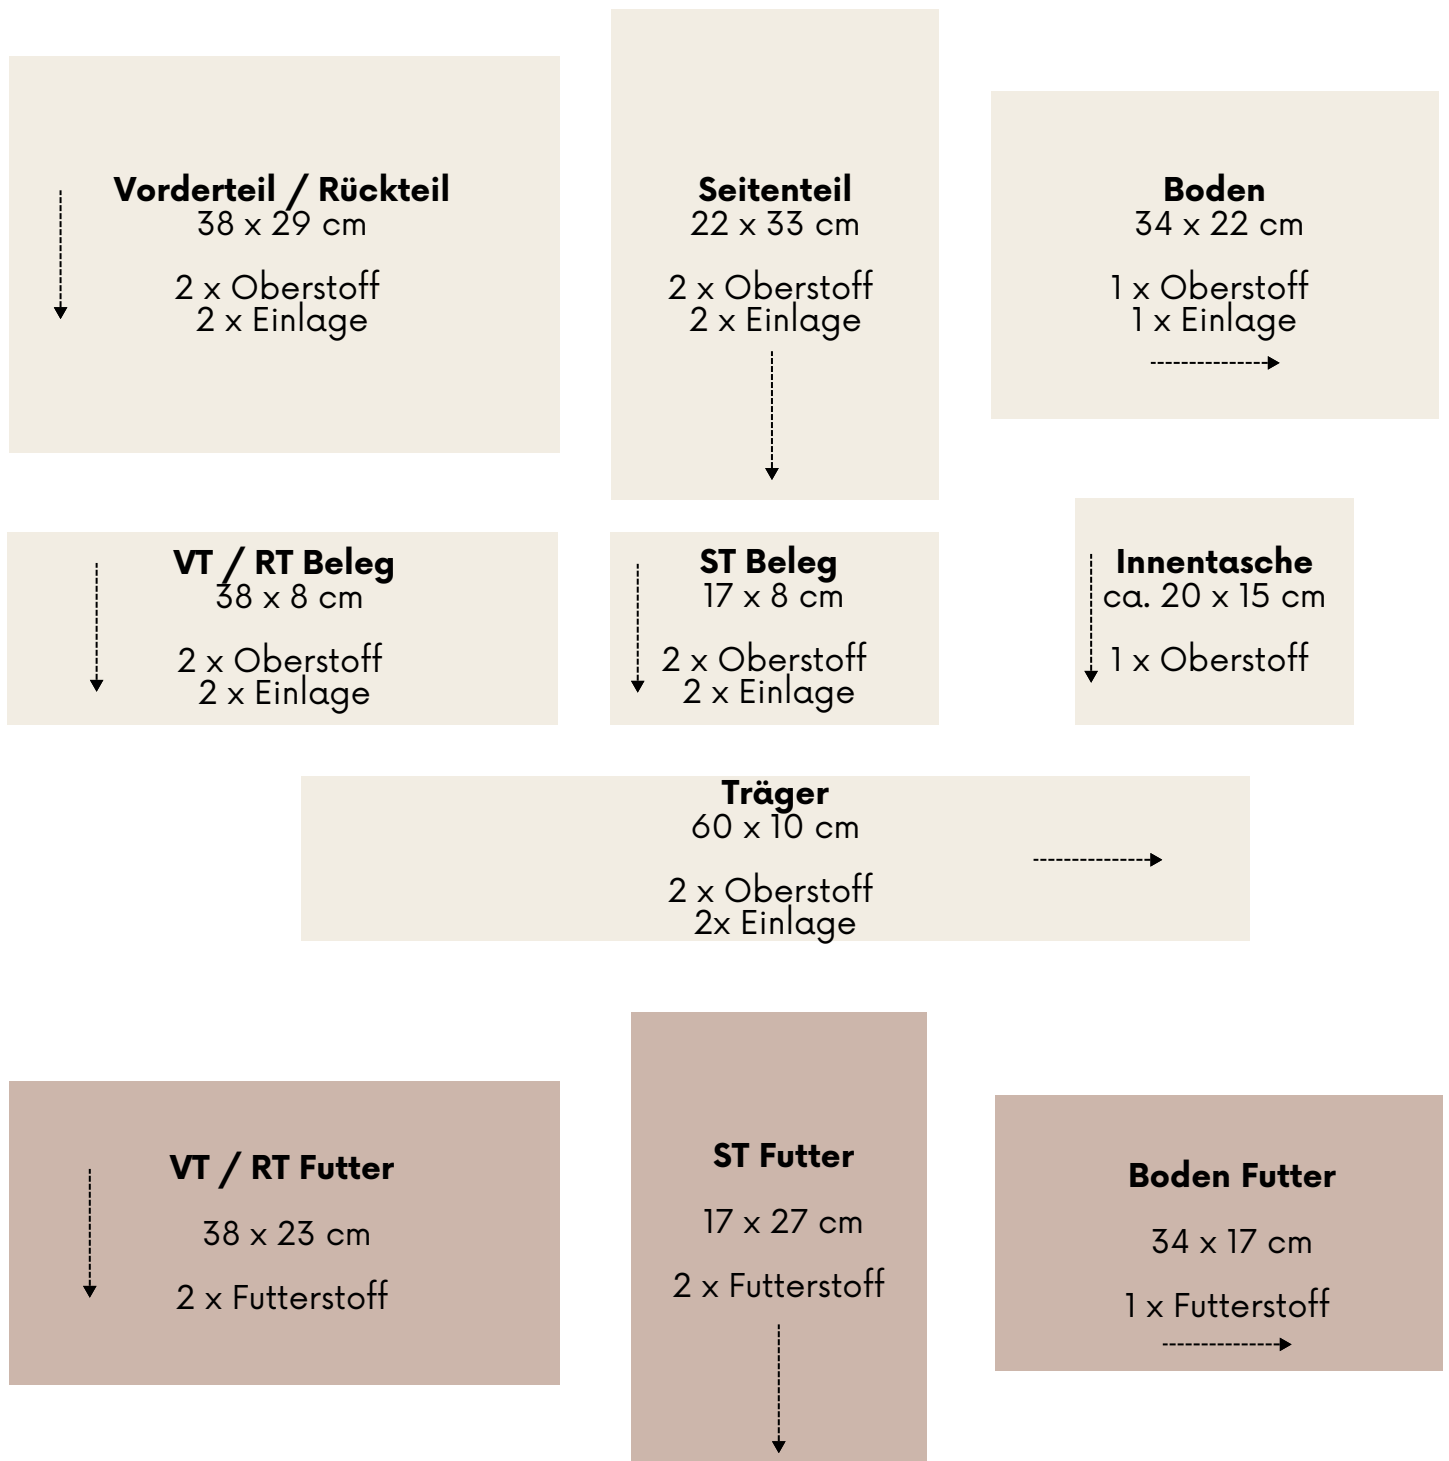 Vorderteil / Rückteil
38 x 29 cm
2 x Oberstoff
2 x Einlage
Seitenteil
22 x 33 cm
2 x Oberstoff
2 x Einlage
Boden
34 x 22 cm
1 x Oberstoff
1 x Einlage
VT / RT Beleg
38 x 8 cm
2 x Oberstoff
2 x Einlage
ST Beleg
17 x 8 cm
2 x Oberstoff
2 x Einlage
Innentasche
ca. 20 x 15 cm
1 x Oberstoff
Träger
60 x 10 cm
2 x Oberstoff
2x Einlage
VT / RT Futter
38 x 23 cm
2 x Futterstoff
ST Futter
17 x 27 cm
2 x Futterstoff
Boden Futter
34 x 17 cm
1 x Futterstoff